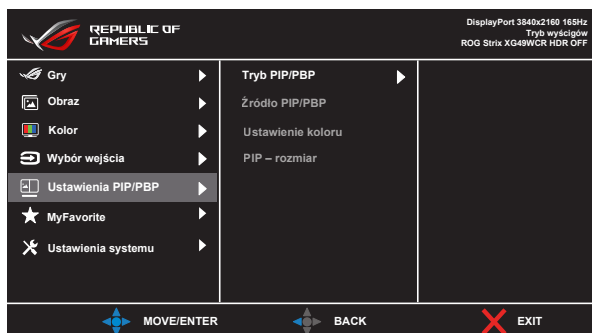 REPUBLIC OF
GAMERS
DisplayPort 3840x2160 165Hz
Tryb wyścigów
ROG Strix XG49WCR HDR OFF
Gry
Obraz
Kolor
Wybór wejścia
Ustawienia PIP/PBP
MyFavorite
Ustawienia systemu
Tryb PIP/PBP
Źródło PIP/PBP
Ustawienie koloru
PIP – rozmiar
MOVE/ENTER
BACK
EXIT